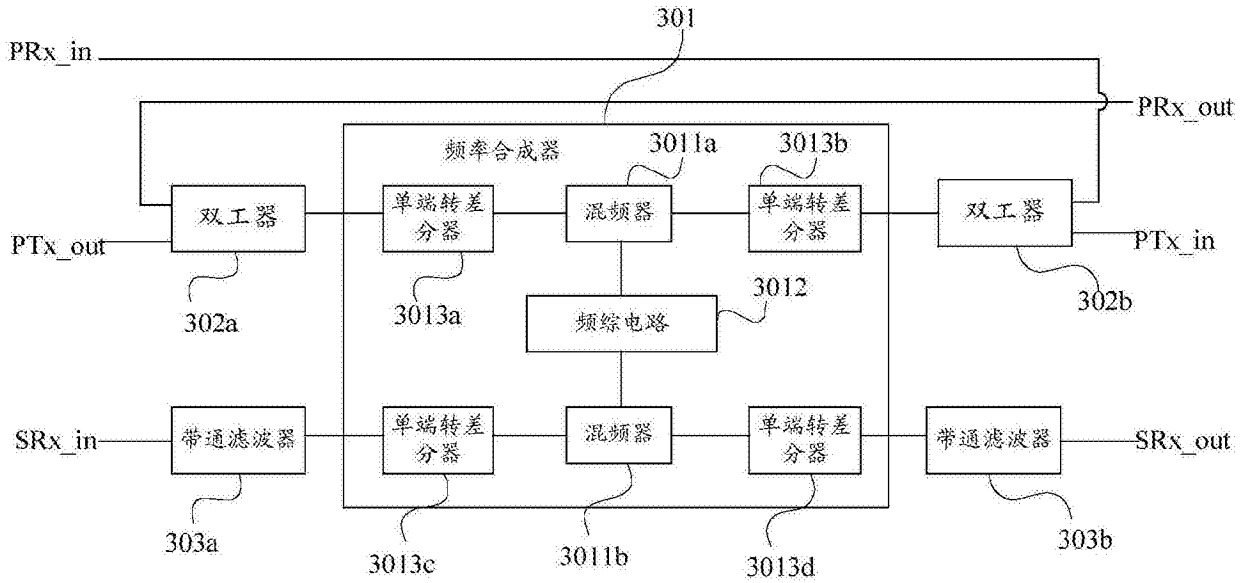 301
PRx_in
PRx_out
频率合成器
3011a
3013b
双工器
单端转差
分器
混频器
单端转差
分器
双工器
PTx_out
PTx_in
302a
3013a
3012
302b
频综电路
SRx_in
带通滤波器
单端转差
分器
混频器
单端转差
分器
带通滤波器
SRx_out
303a
3013c
3011b
3013d
303b